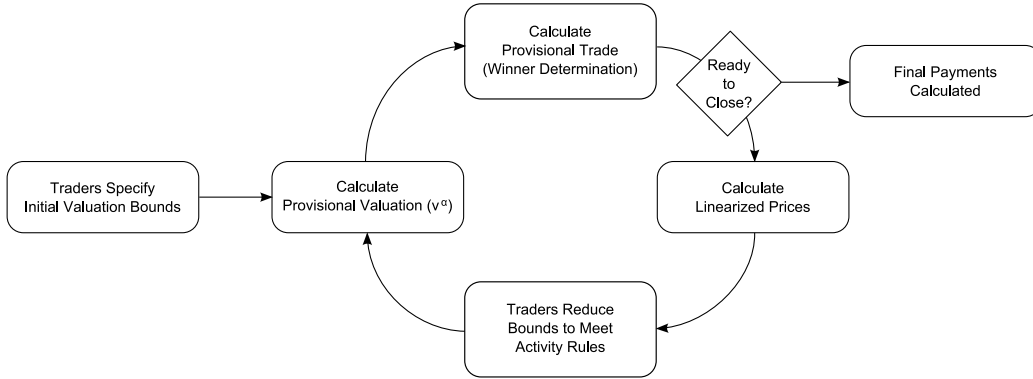 Traders Specify
Initial Valuation Bounds
Calculate
Provisional Valuation (vᵅ)
Calculate
Provisional Trade
(Winner Determination)
Ready
to
Close?
Final Payments
Calculated
Calculate
Linearized Prices
Traders Reduce
Bounds to Meet
Activity Rules